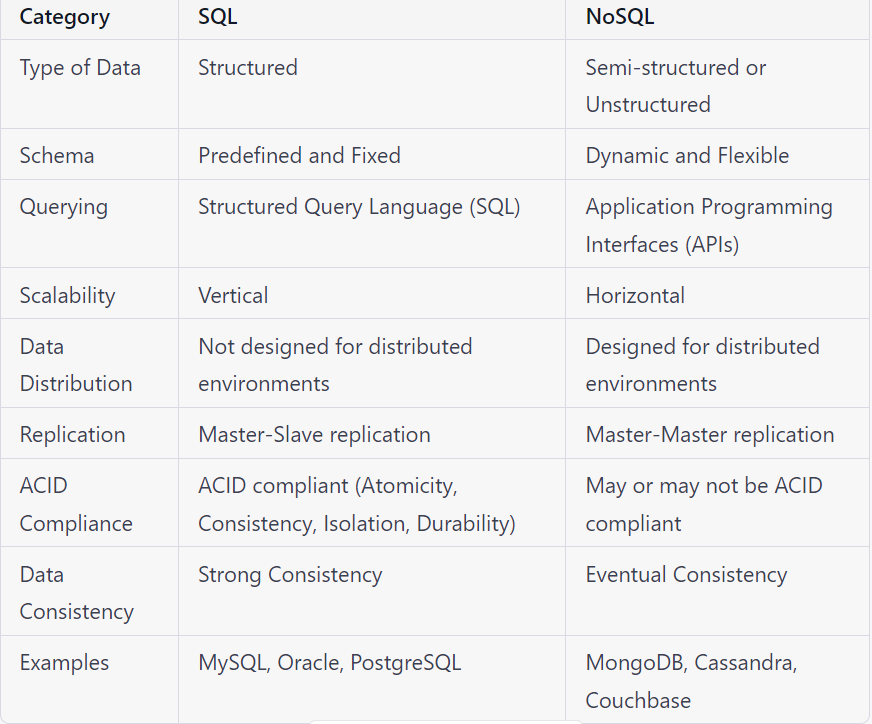 Category SQL NoSQL
Type of Data Structured Semi-structured or
Unstructured
Schema Predefined and Fixed Dynamic and Flexible
Querying Structured Query Language (SQL) Application Programming
Interfaces (APIs)
Scalability Vertical Horizontal
Data Not designed for distributed Designed for distributed
Distribution environments environments
Replication Master-Slave replication Master-Master replication
ACID ACID compliant (Atomicity, May or may not be ACID
Compliance Consistency, Isolation, Durability) compliant
Data Strong Consistency Eventual Consistency
Consistency
Examples MySQL, Oracle, PostgreSQL MongoDB, Cassandra,
Couchbase